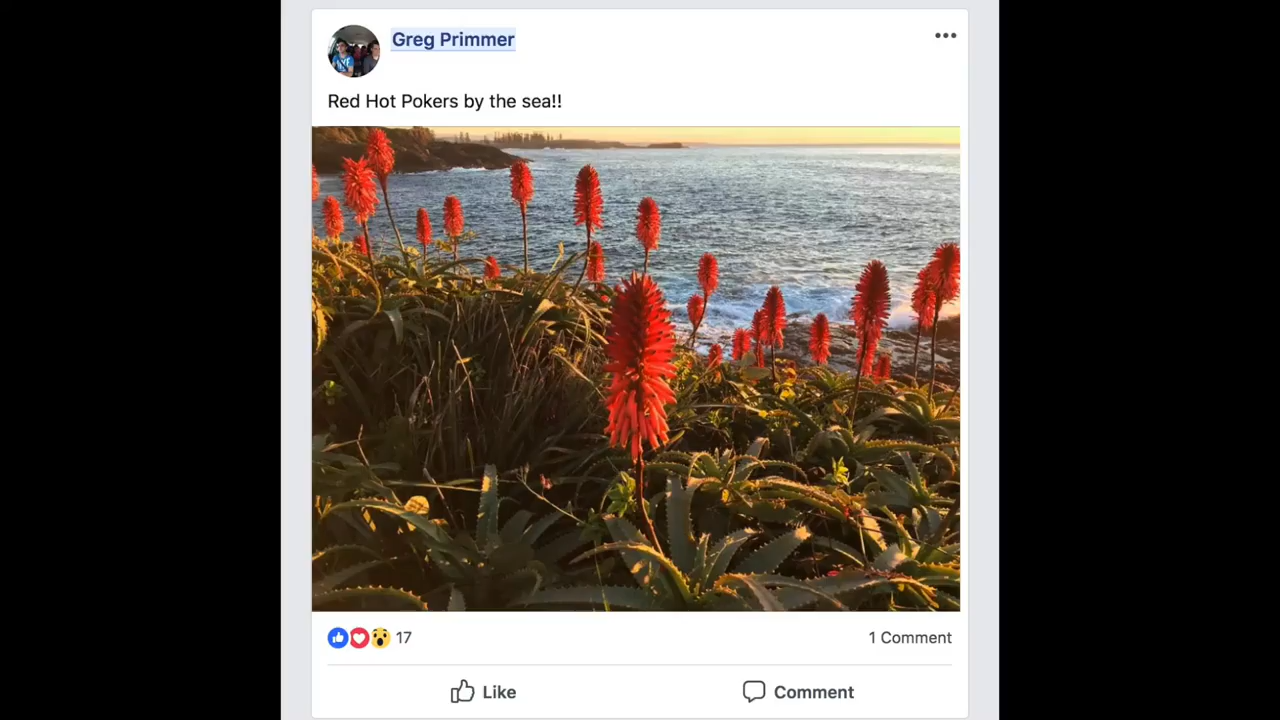 Greg Primmer
Red Hot Pokers by the sea!!
17
1 Comment
Like
Comment